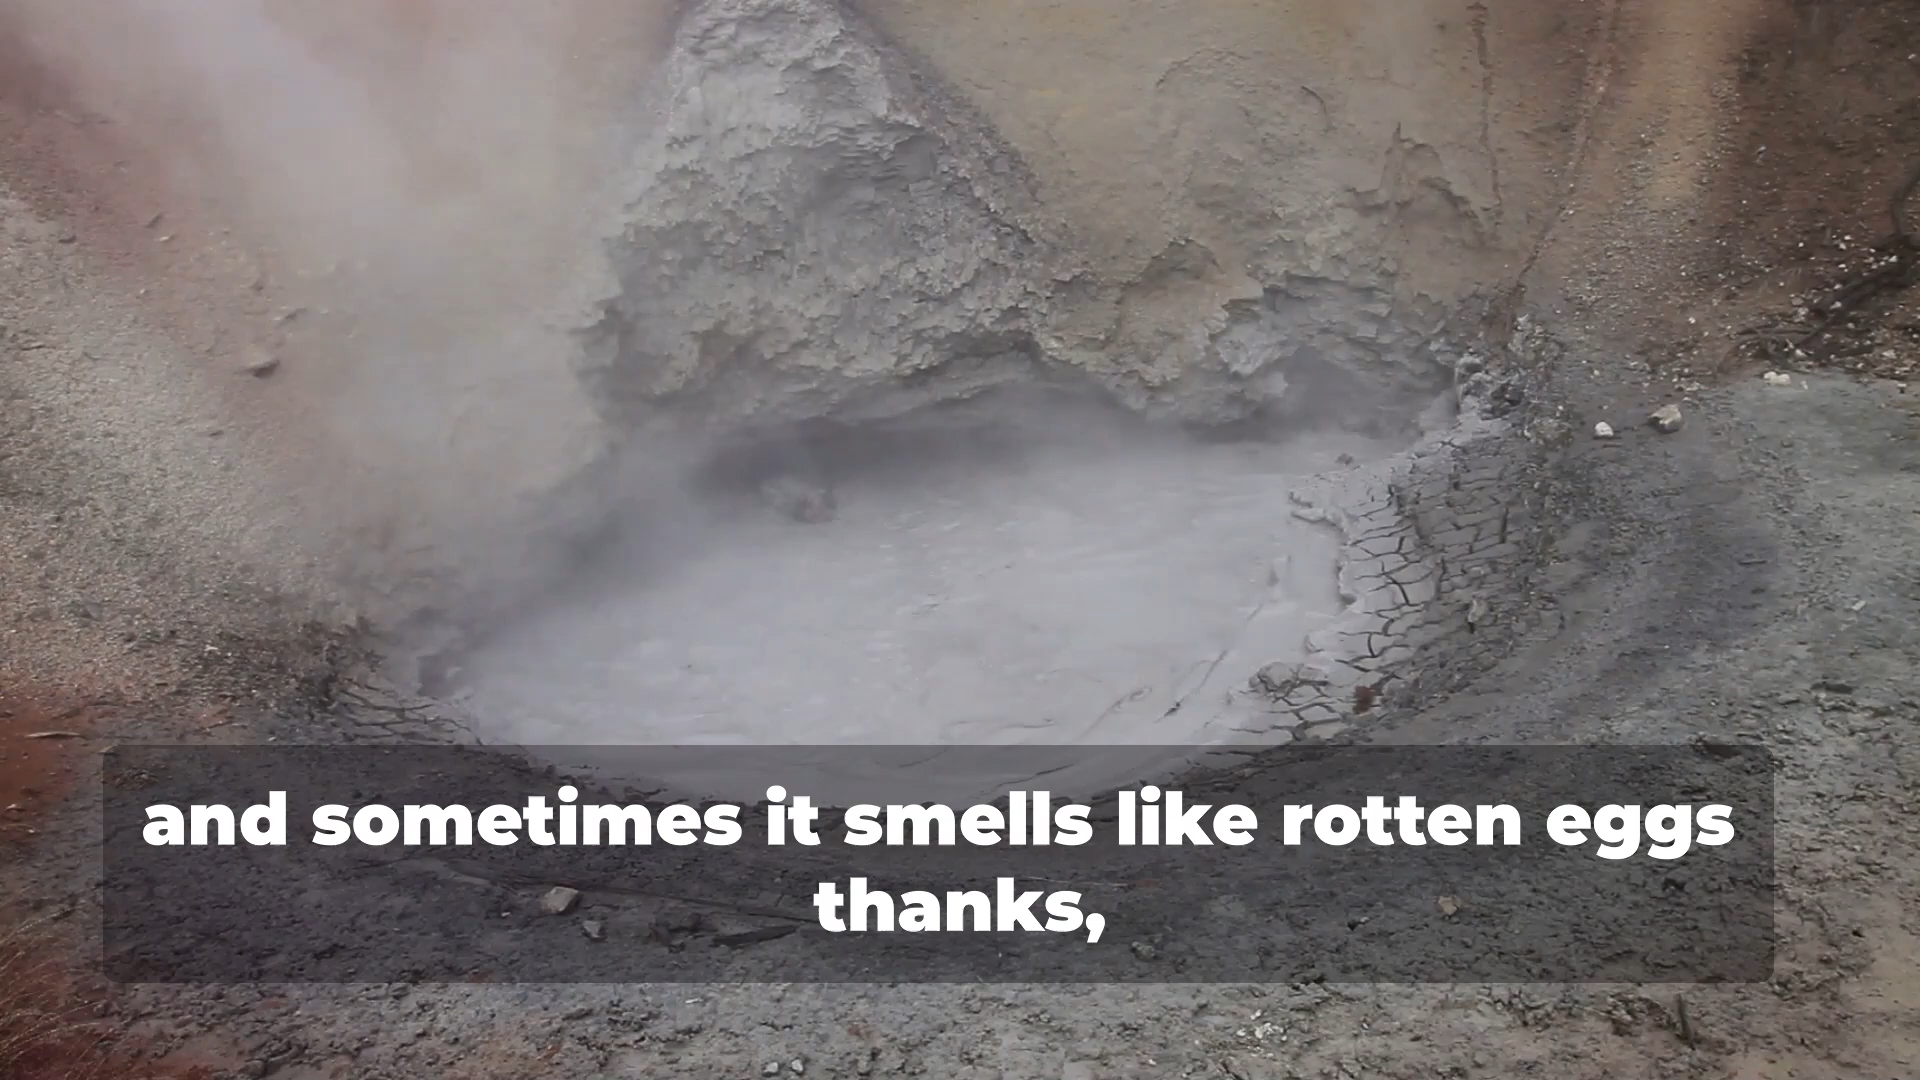 and sometimes it smells like rotten eggs
thanks,